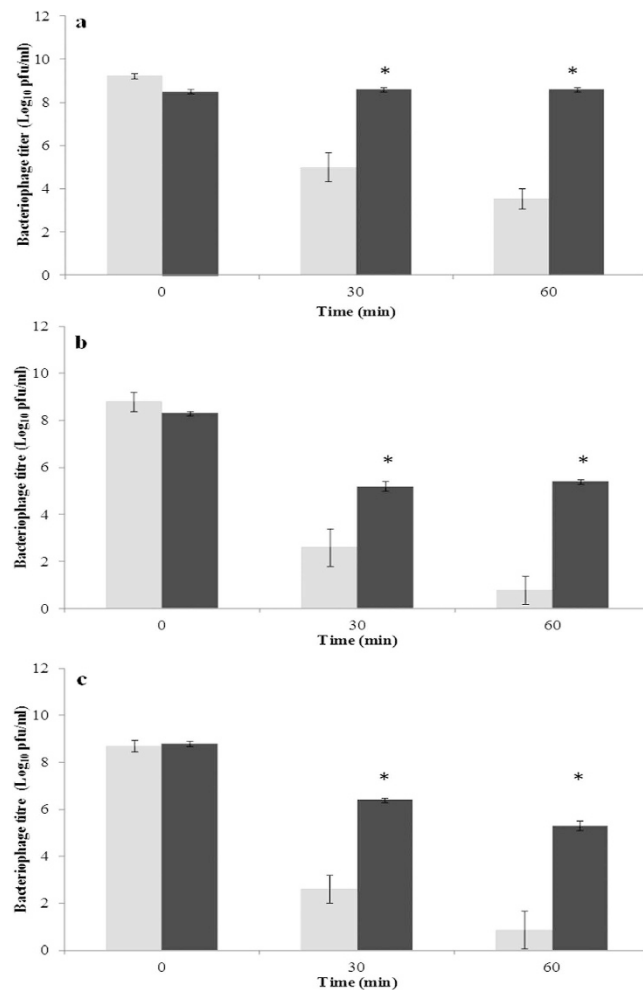 a
Bacteriophage titer (Log₁₀ pfu/ml)
12
10
8
6
4
2
0
* *
0 30 60
Time (min)
b
Bacteriophage titre (Log₁₀ pfu/ml)
12
10
8
6
4
2
0
* *
0 30 60
Time (min)
c
Bacteriophage titre (Log₁₀ pfu/ml)
12
10
8
6
4
2
0
* *
0 30 60
Time (min)